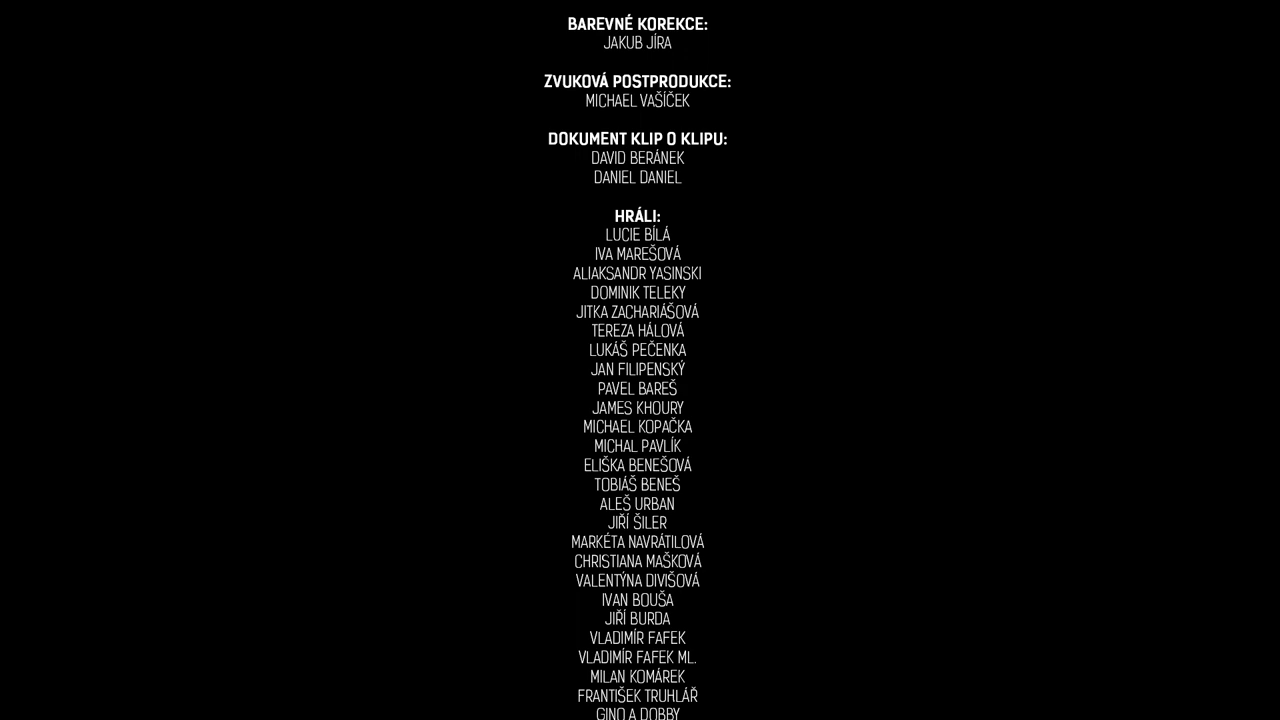 BAREVNÉ KOREKCE:
JAKUB JÍRA
ZVUKOVÁ POSTPRODUKCE:
MICHAEL VAŠÍČEK
DOKUMENT KLIP O KLIPU:
DAVID BERÁNEK
DANIEL DANIEL
HRÁLI:
LUCIE BÍLÁ
IVA MAREŠOVÁ
ALIAKSANDR YASINSKI
DOMINIK TELEKY
JITKA ZACHARIÁŠOVÁ
TEREZA HÁLOVÁ
LUKÁŠ PEČENKA
JAN FILIPENSKÝ
PAVEL BAREŠ
JAMES KHOURY
MICHAEL KOPAČKA
MICHAL PAVLÍK
ELIŠKA BENEŠOVÁ
TOBIÁŠ BENEŠ
ALEŠ URBAN
JIŘÍ ŠILER
MARKÉTA NAVRÁTILOVÁ
CHRISTIANA MAŠKOVÁ
VALENTÝNA DIVIŠOVÁ
IVAN BOUŠA
JIŘÍ BURDA
VLADIMÍR FAFEK
VLADIMÍR FAFEK ML.
MILAN KOMÁREK
FRANTIŠEK TRUHLÁŘ
GINO A DOBBY